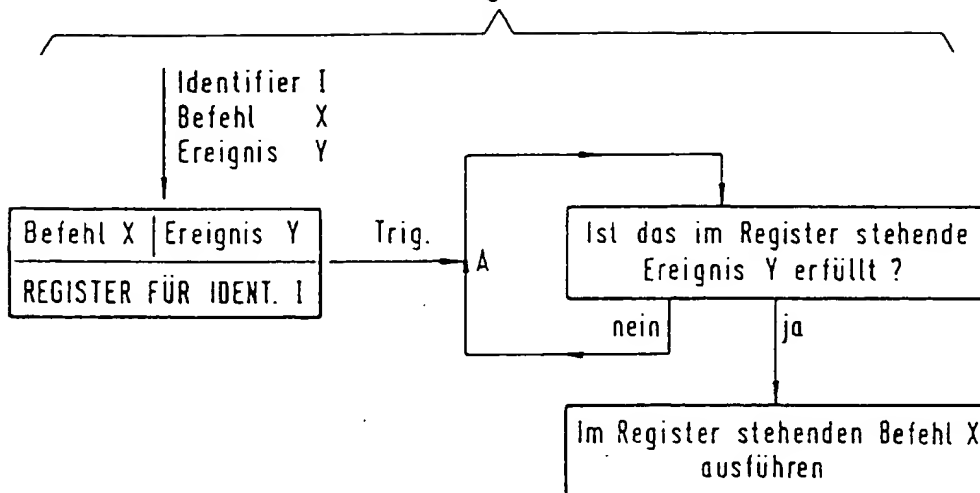 Identifier I
Befehl X
Ereignis Y
Befehl X | Ereignis Y
REGISTER FÜR IDENT. I
Trig.
A
Ist das im Register stehende
Ereignis Y erfüllt ?
nein
ja
Im Register stehenden Befehl X
ausführen